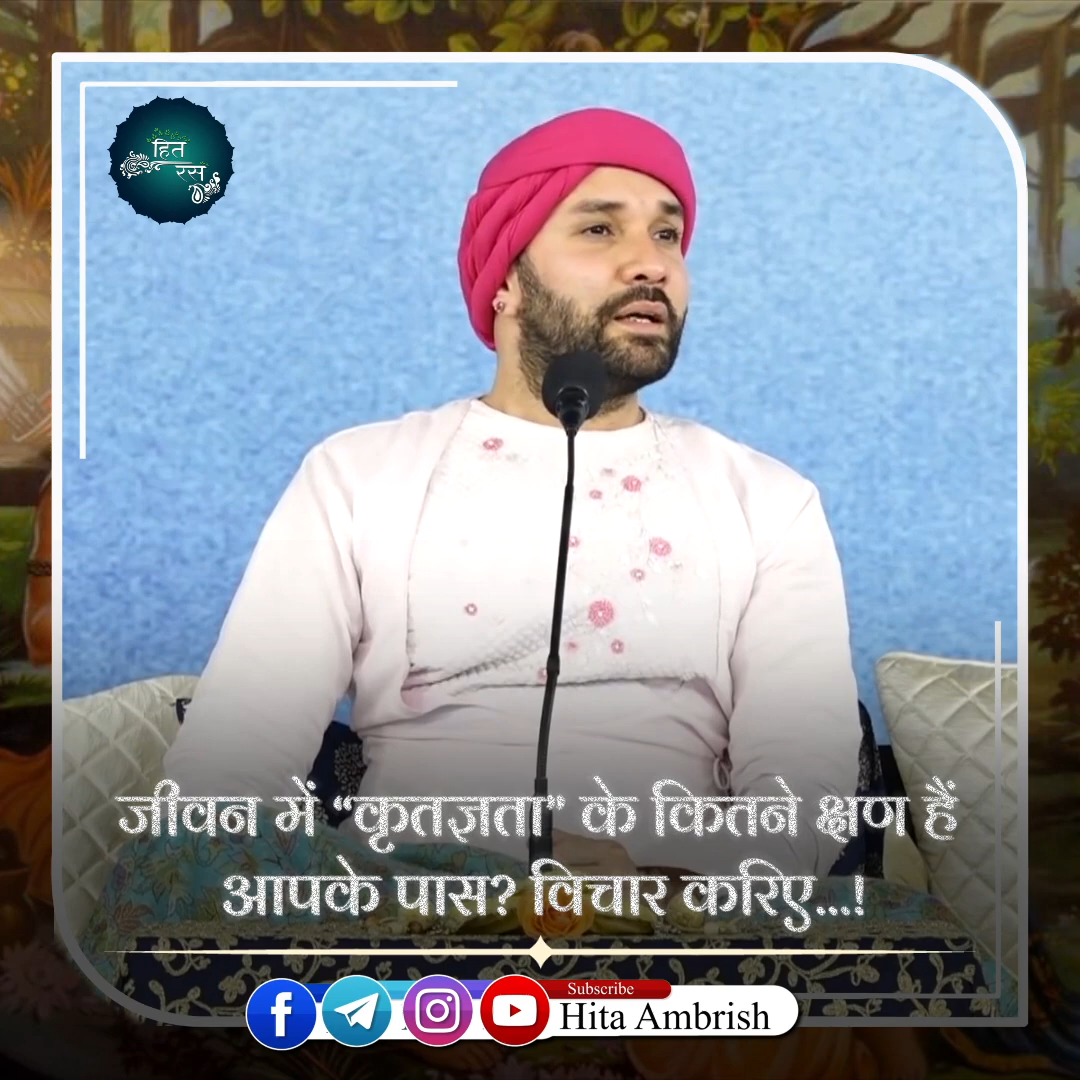 हित
रस
जीवन में “कृतज्ञता” के कितने क्षण हैं
आपके पास? विचार करिए...!
Subscribe
Hita Ambrish